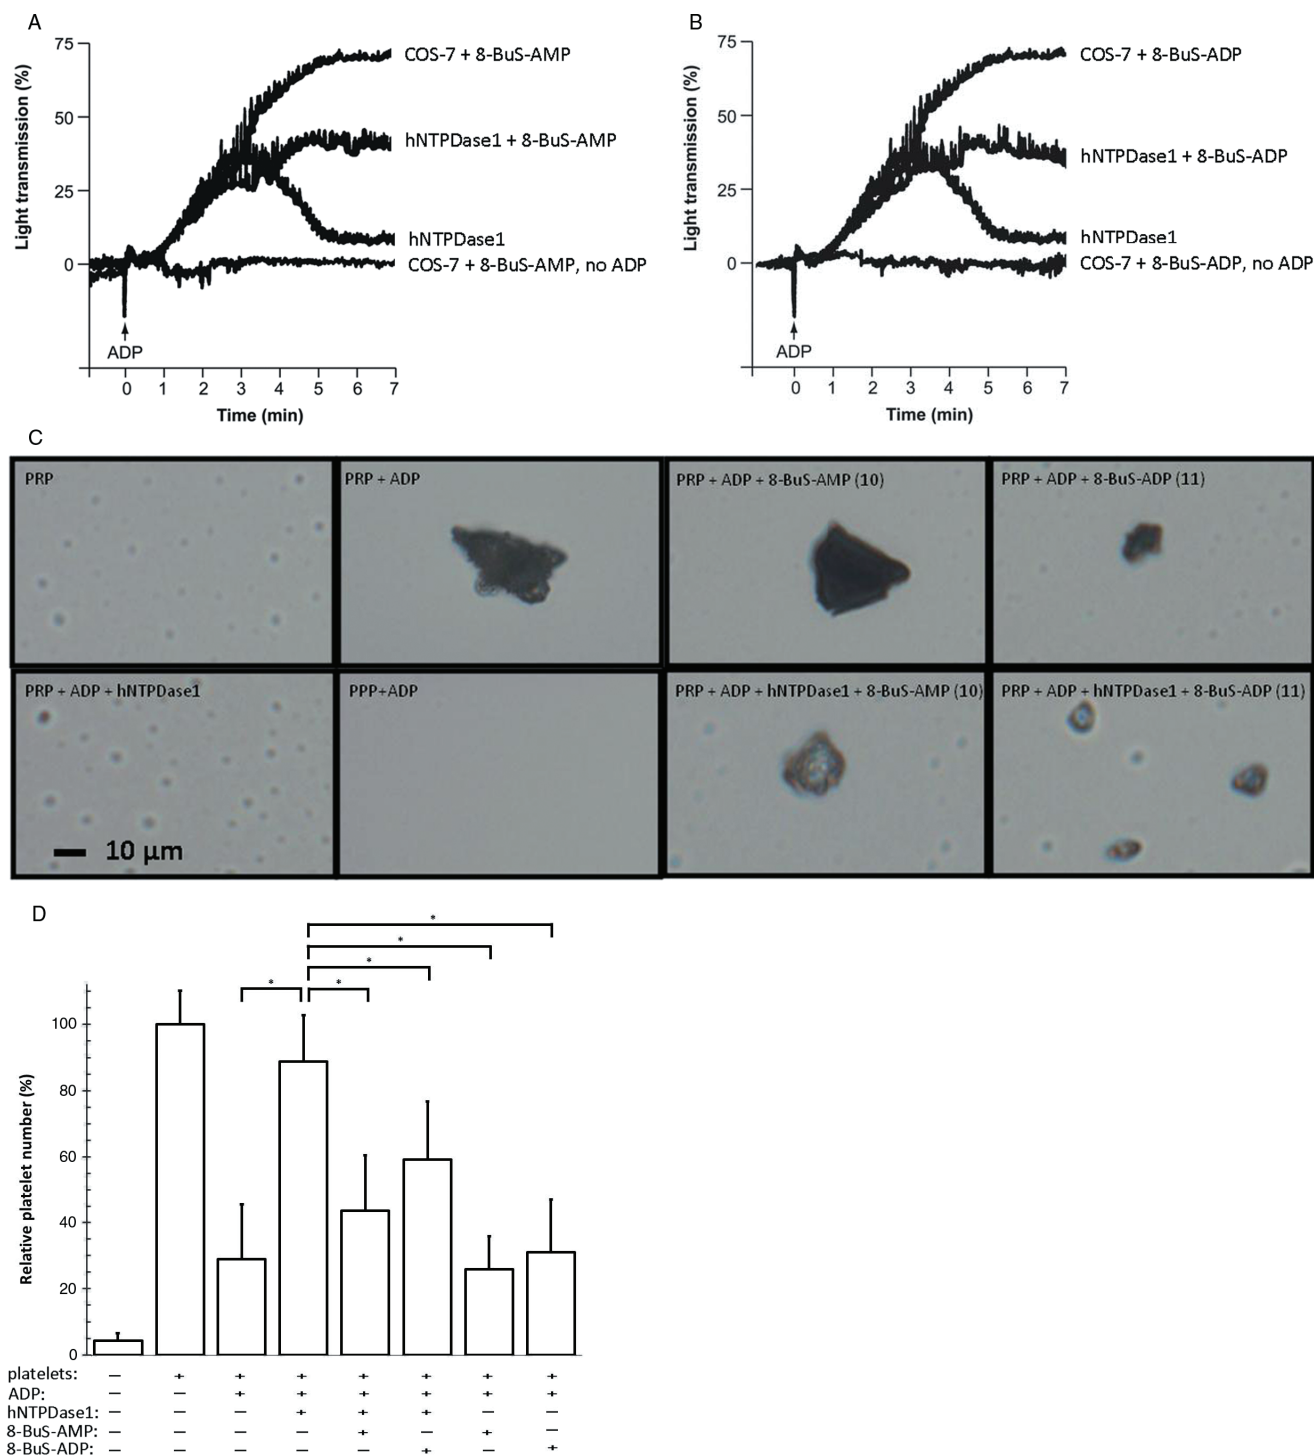 A
75
50
25
0
Light transmission (%)
COS-7 + 8-BuS-AMP
hNTPDase1 + 8-BuS-AMP
hNTPDase1
COS-7 + 8-BuS-AMP, no ADP
ADP
0 1 2 3 4 5 6 7
Time (min)
B
75
50
25
0
Light transmission (%)
COS-7 + 8-BuS-ADP
hNTPDase1 + 8-BuS-ADP
hNTPDase1
COS-7 + 8-BuS-ADP, no ADP
ADP
0 1 2 3 4 5 6 7
Time (min)
C
PRP
PRP + ADP
PRP + ADP + 8-BuS-AMP (10)
PRP + ADP + 8-BuS-ADP (11)
PRP + ADP + hNTPDase1
10 µm
PPP+ADP
PRP + ADP + hNTPDase1 + 8-BuS-AMP (10)
PRP + ADP + hNTPDase1 + 8-BuS-ADP (11)
D
*
*
*
* *
100
80
60
40
20
0
Relative platelet number (%)
platelets: — + + + + + + +
ADP: — — + + + + + +
hNTPDase1: — — — + + + — —
8-BuS-AMP: — — — — + — + —
8-BuS-ADP: — — — — — + — +